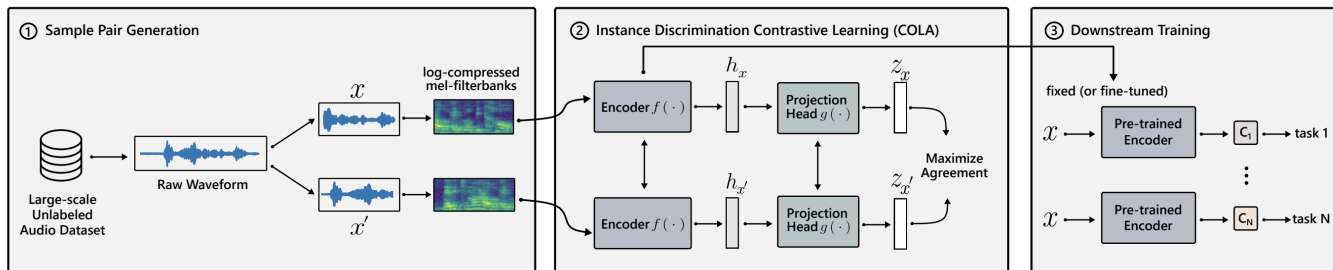 1 Sample Pair Generation
Large-scale
Unlabeled
Audio Dataset
Raw Waveform
x
x′
log-compressed
mel-filterbanks
2 Instance Discrimination Contrastive Learning (COLA)
Encoder f(·)
h_x
Projection
Head g(·)
z_x
Maximize
Agreement
Encoder f(·)
h_x′
Projection
Head g(·)
z_x′
3 Downstream Training
fixed (or fine-tuned)
x
Pre-trained
Encoder
C₁
task 1
x
Pre-trained
Encoder
C_N
task N